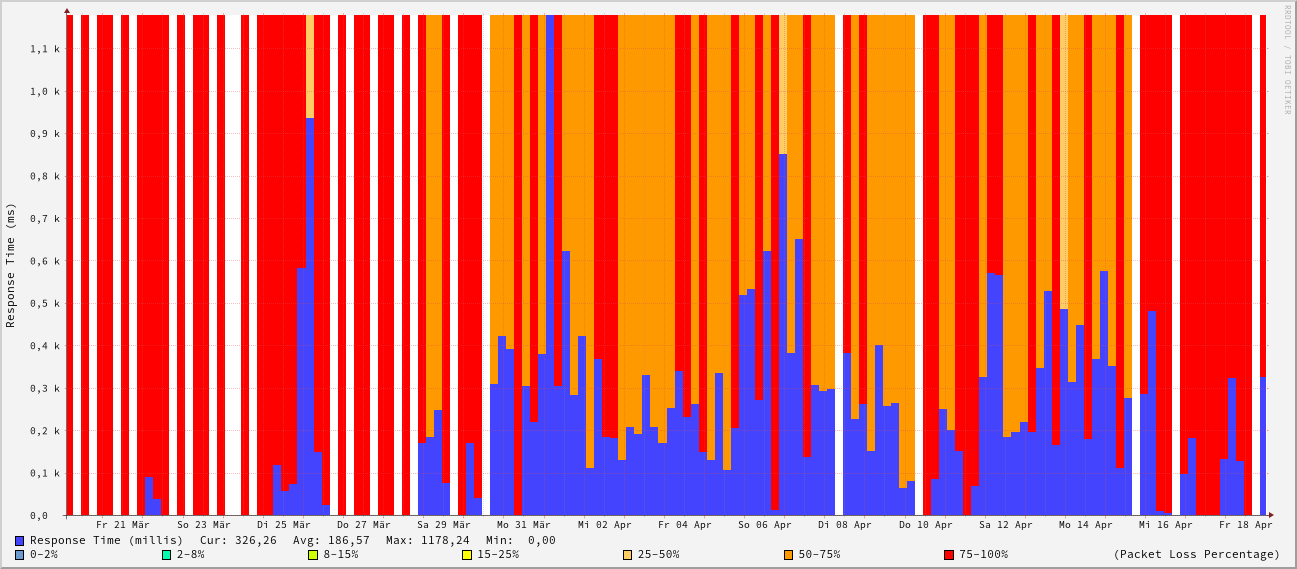 RRDTOOL / TOBI OETIKER
Response Time (ms)
1,1 k
1,0 k
0,9 k
0,8 k
0,7 k
0,6 k
0,5 k
0,4 k
0,3 k
0,2 k
0,1 k
0,0
Fr 21 Mär So 23 Mär Di 25 Mär Do 27 Mär Sa 29 Mär Mo 31 Mär Mi 02 Apr Fr 04 Apr So 06 Apr Di 08 Apr Do 10 Apr Sa 12 Apr Mo 14 Apr Mi 16 Apr Fr 18 Apr
Response Time (millis) Cur: 326,26 Avg: 186,57 Max: 1178,24 Min: 0,00
0-2% 2-8% 8-15% 15-25% 25-50% 50-75% 75-100% (Packet Loss Percentage)